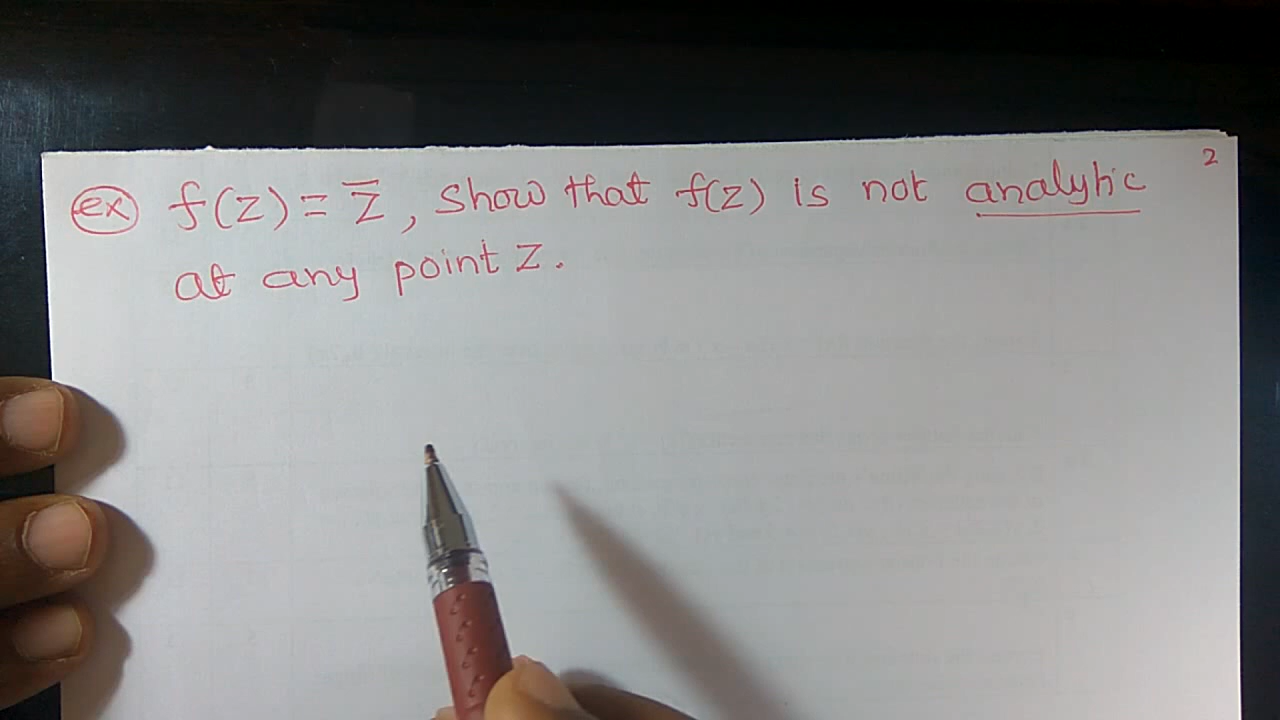 2
ex f(z) = z̅, show that f(z) is not analytic
at any point z.